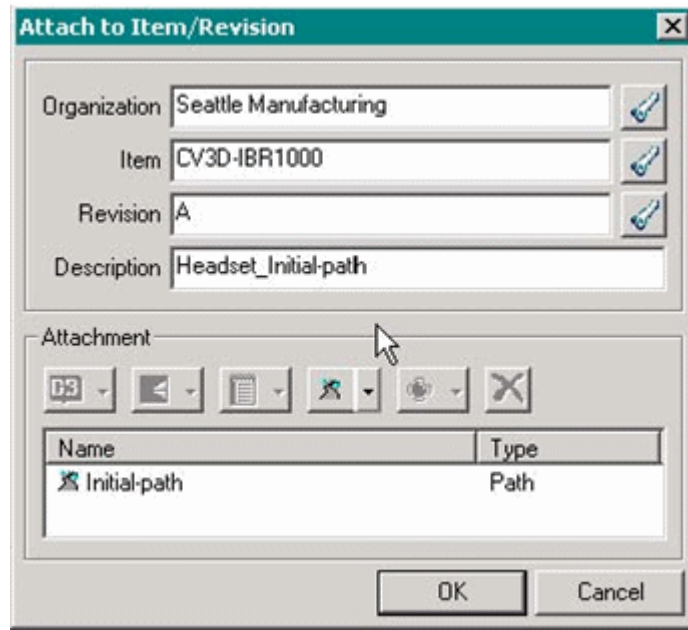 Attach to Item/Revision
Organization Seattle Manufacturing
Item CV3D-IBR1000
Revision A
Description Headset_Initial-path
Attachment
Name Type
Initial-path Path
OK Cancel